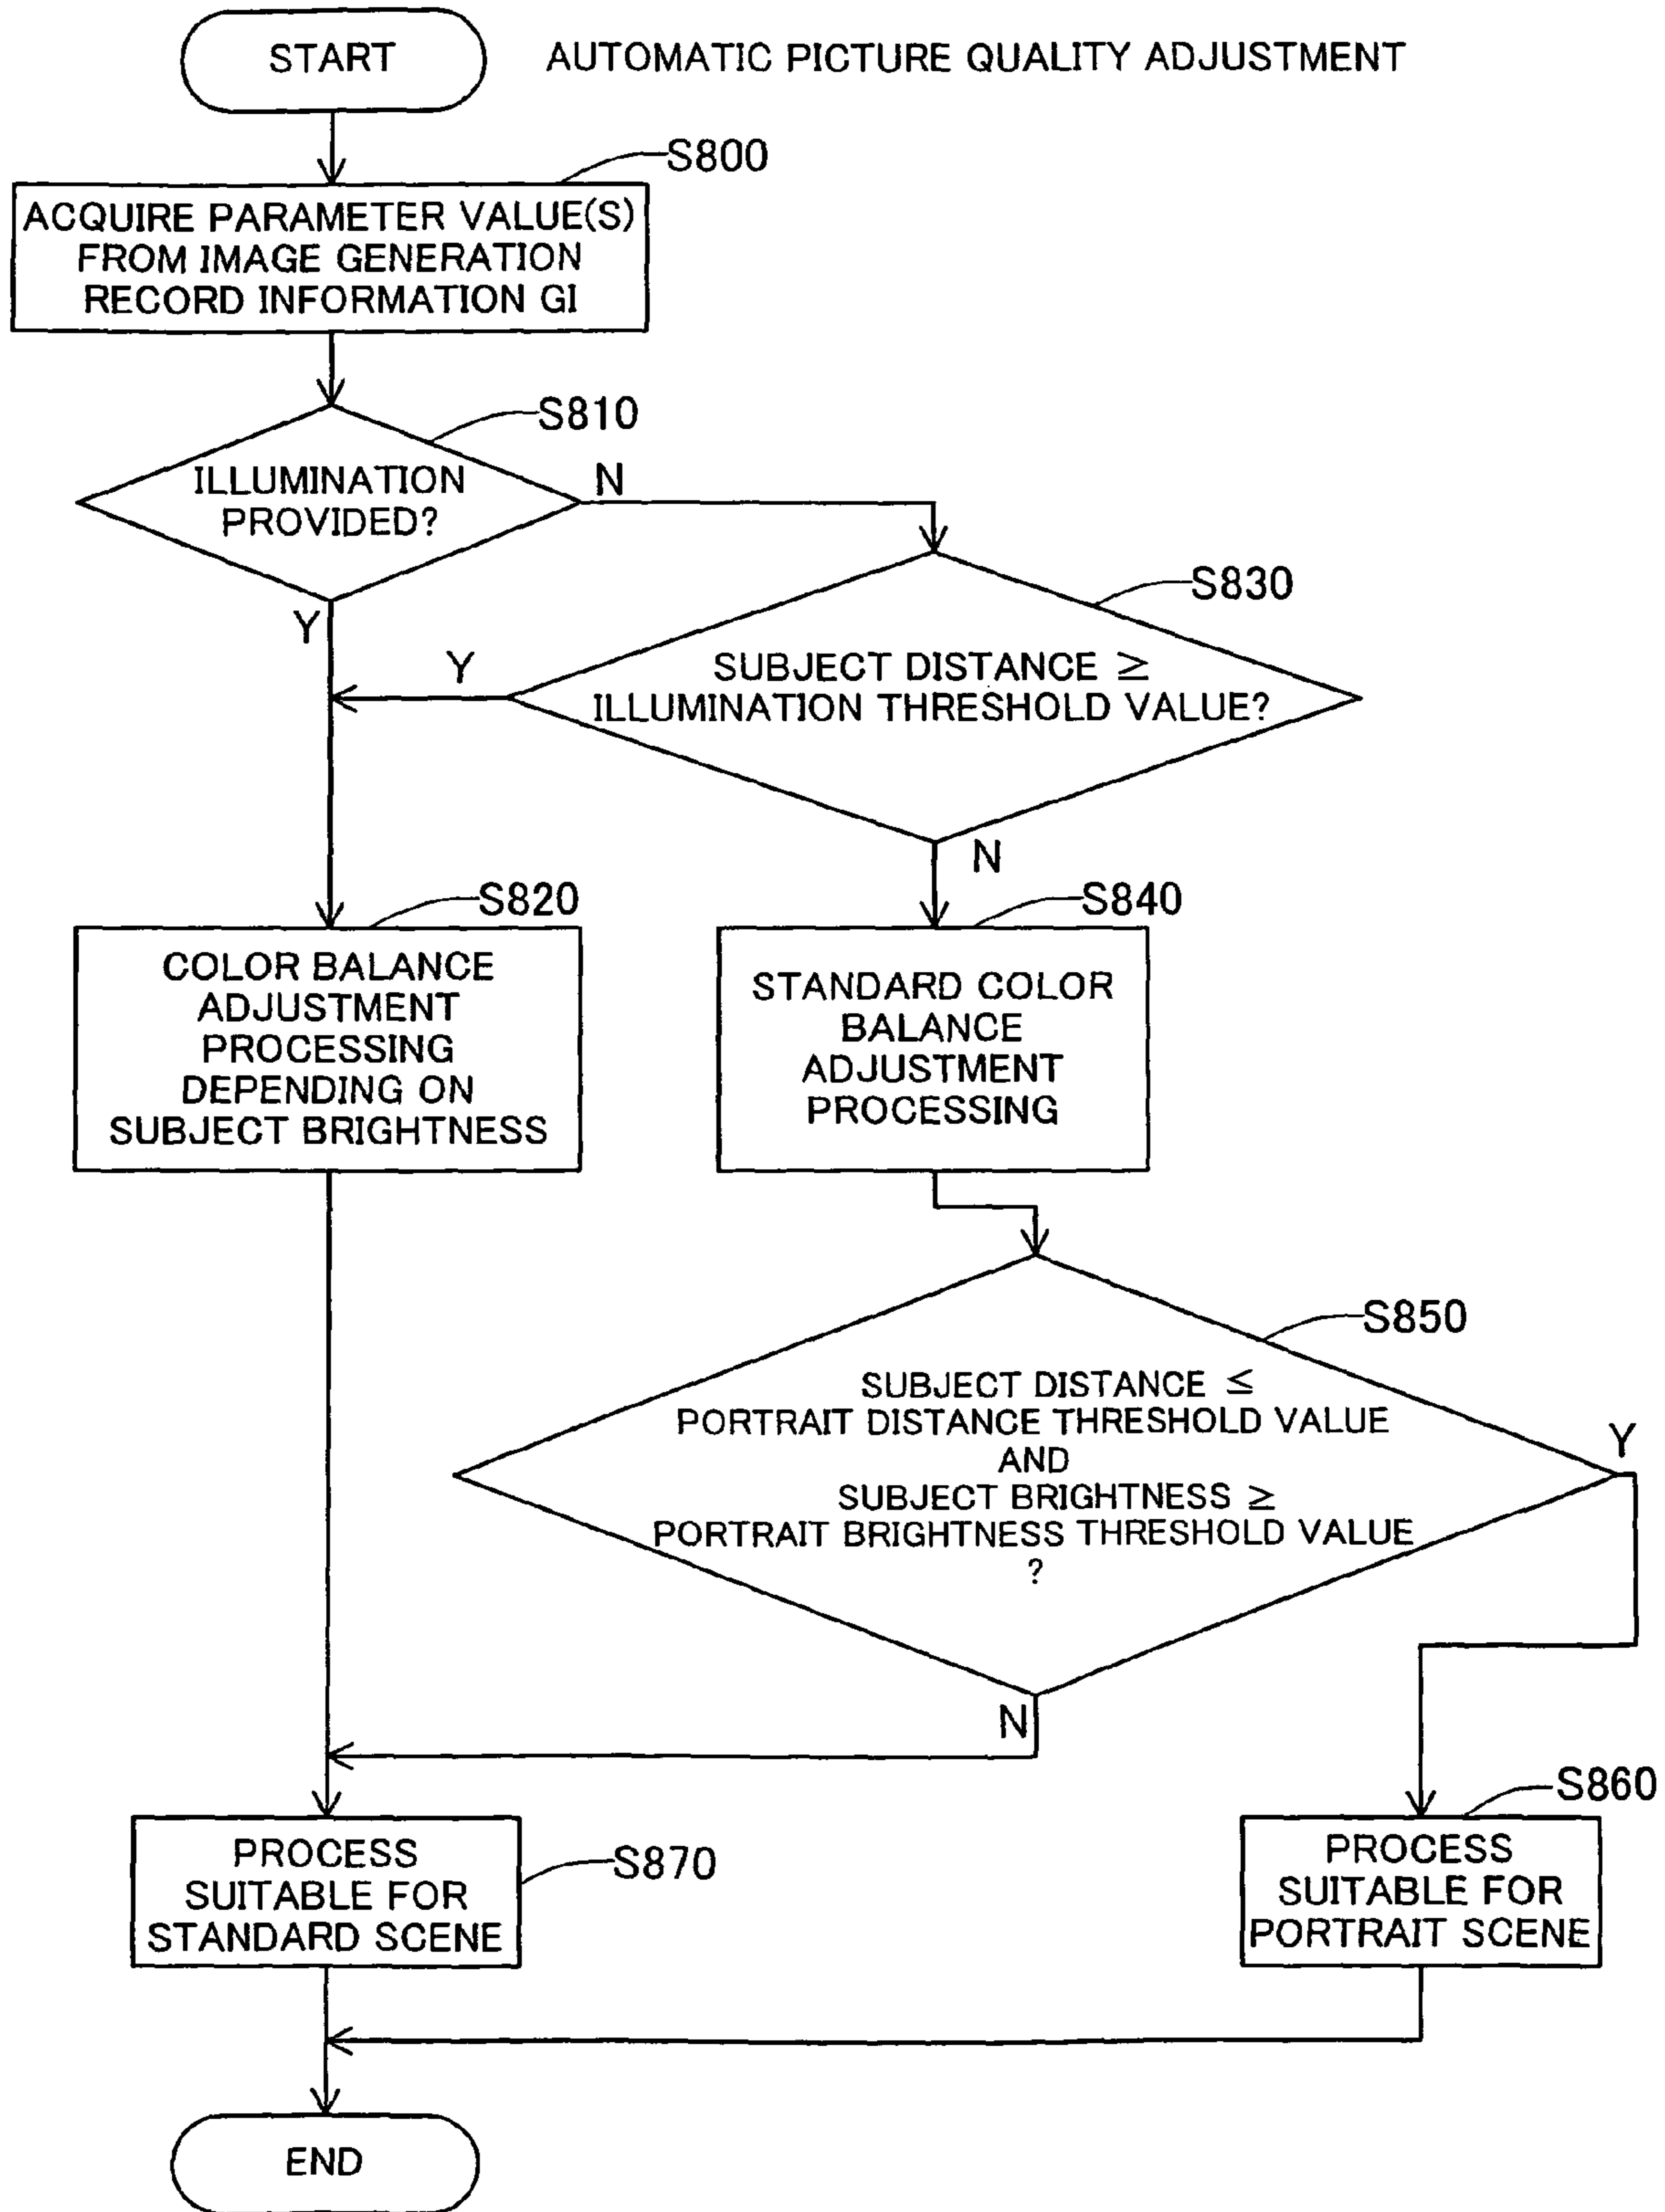 START
AUTOMATIC PICTURE QUALITY ADJUSTMENT
S800
ACQUIRE PARAMETER VALUE(S)
FROM IMAGE GENERATION
RECORD INFORMATION GI
S810
ILLUMINATION
PROVIDED?
N
Y
S830
SUBJECT DISTANCE ≥
ILLUMINATION THRESHOLD VALUE?
Y
N
S820
COLOR BALANCE
ADJUSTMENT
PROCESSING
DEPENDING ON
SUBJECT BRIGHTNESS
S840
STANDARD COLOR
BALANCE
ADJUSTMENT
PROCESSING
S850
SUBJECT DISTANCE ≤
PORTRAIT DISTANCE THRESHOLD VALUE
AND
SUBJECT BRIGHTNESS ≥
PORTRAIT BRIGHTNESS THRESHOLD VALUE
?
Y
N
S860
PROCESS
SUITABLE FOR
PORTRAIT SCENE
S870
PROCESS
SUITABLE FOR
STANDARD SCENE
END